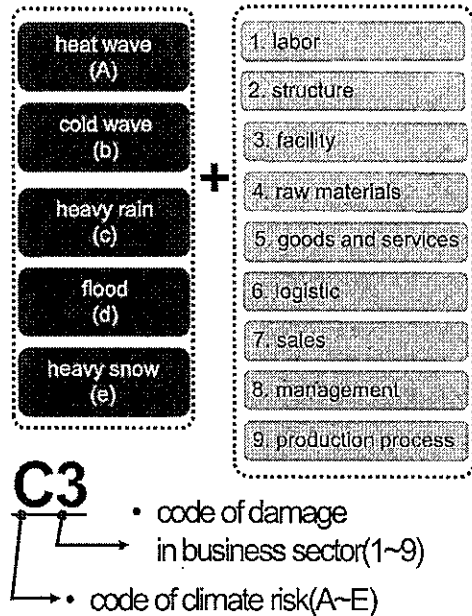 heat wave
(A)
cold wave
(b)
heavy rain
(c)
flood
(d)
heavy snow
(e)
+
1. labor
2. structure
3. facility
4. raw materials
5. goods and services
6. logistic
7. sales
8. management
9. production process
C3
• code of damage
in business sector(1~9)
• code of climate risk(A~E)